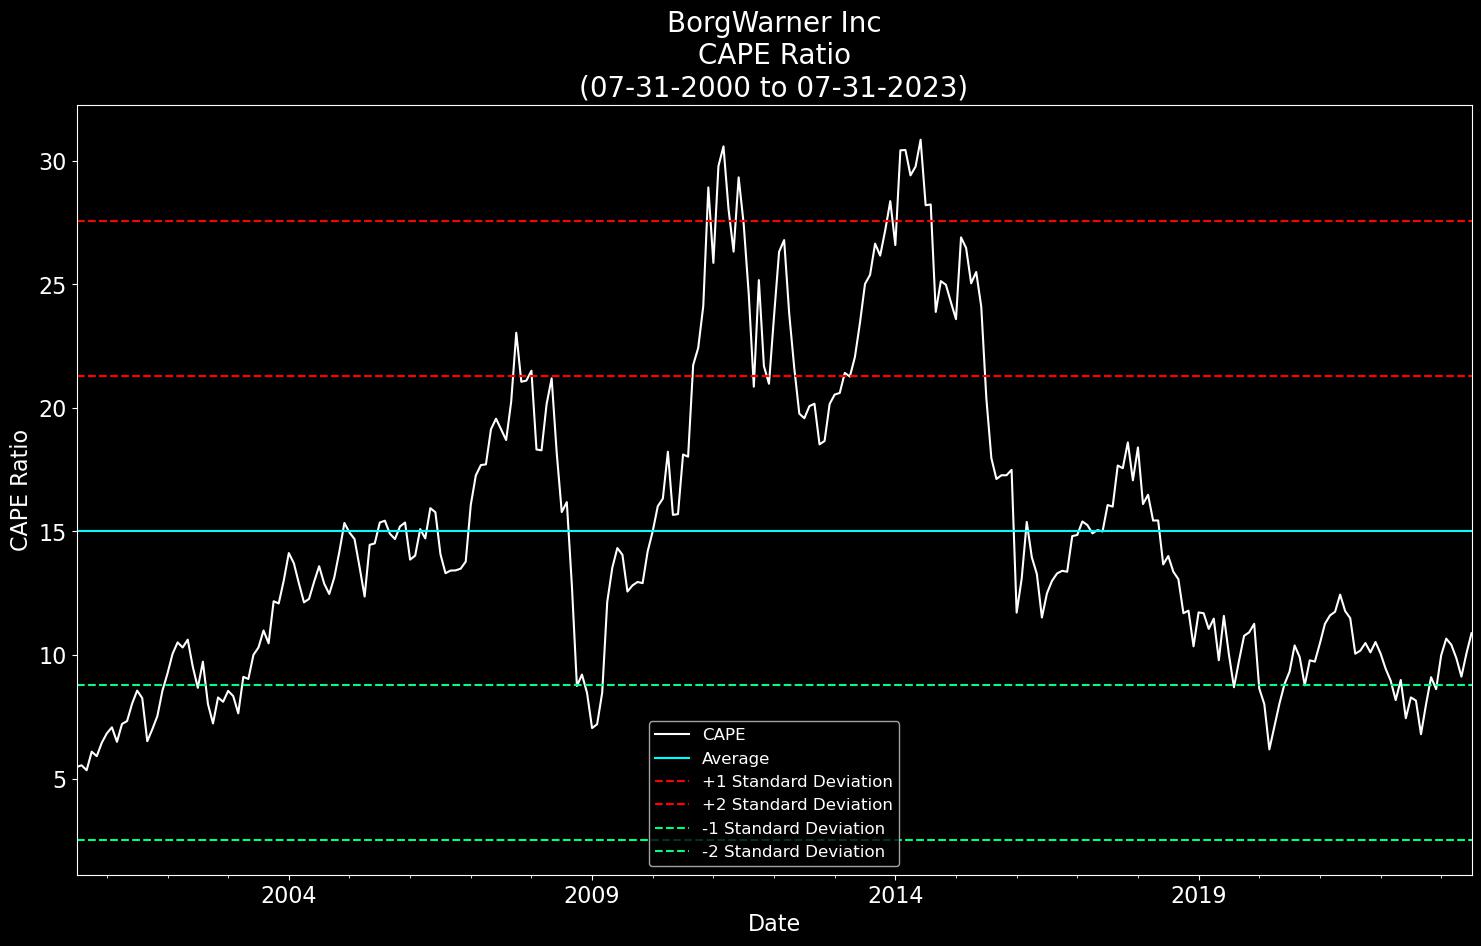 BorgWarner Inc
CAPE Ratio
(07-31-2000 to 07-31-2023)
CAPE Ratio
30
25
20
15
10
5
CAPE
Average
+1 Standard Deviation
+2 Standard Deviation
-1 Standard Deviation
-2 Standard Deviation
2004 2009 2014 2019
Date